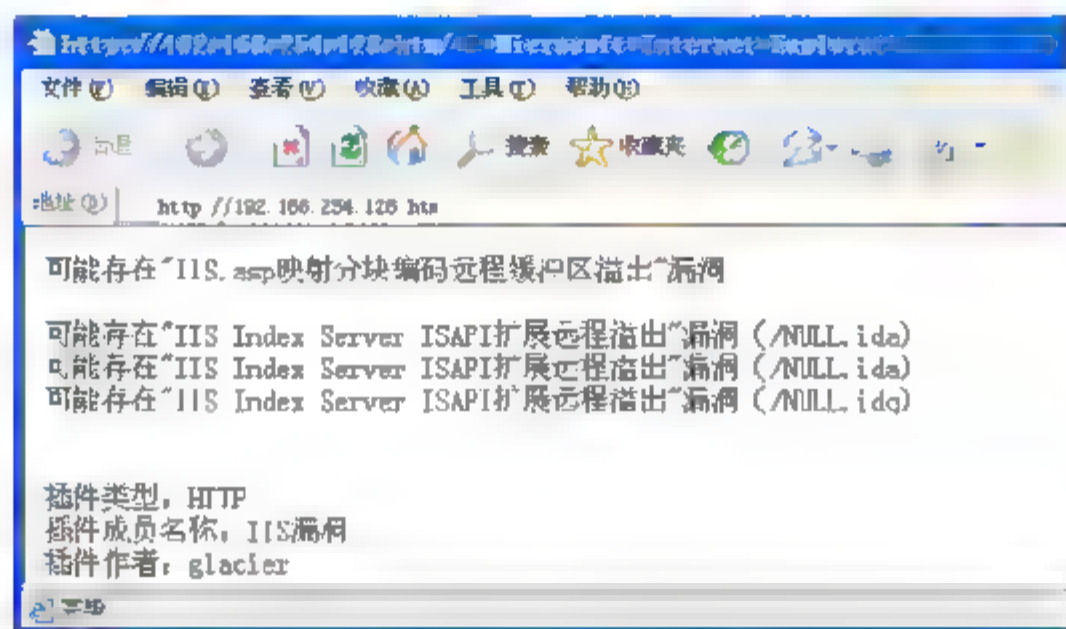 文件(F) 编辑(E) 查看(V) 收藏(A) 工具(T) 帮助(H)
搜索 收藏夹
地址(D) http //192. 168. 254. 128 htm
可能存在"IIS.asp映射分块编码远程缓冲区溢出"漏洞
可能存在"IIS Index Server ISAPI扩展远程溢出"漏洞 (/NULL.ida)
可能存在"IIS Index Server ISAPI扩展远程溢出"漏洞 (/NULL.ida)
可能存在"IIS Index Server ISAPI扩展远程溢出"漏洞 (/NULL.idq)
插件类型: HTTP
插件成员名称: IIS漏洞
插件作者: glacier